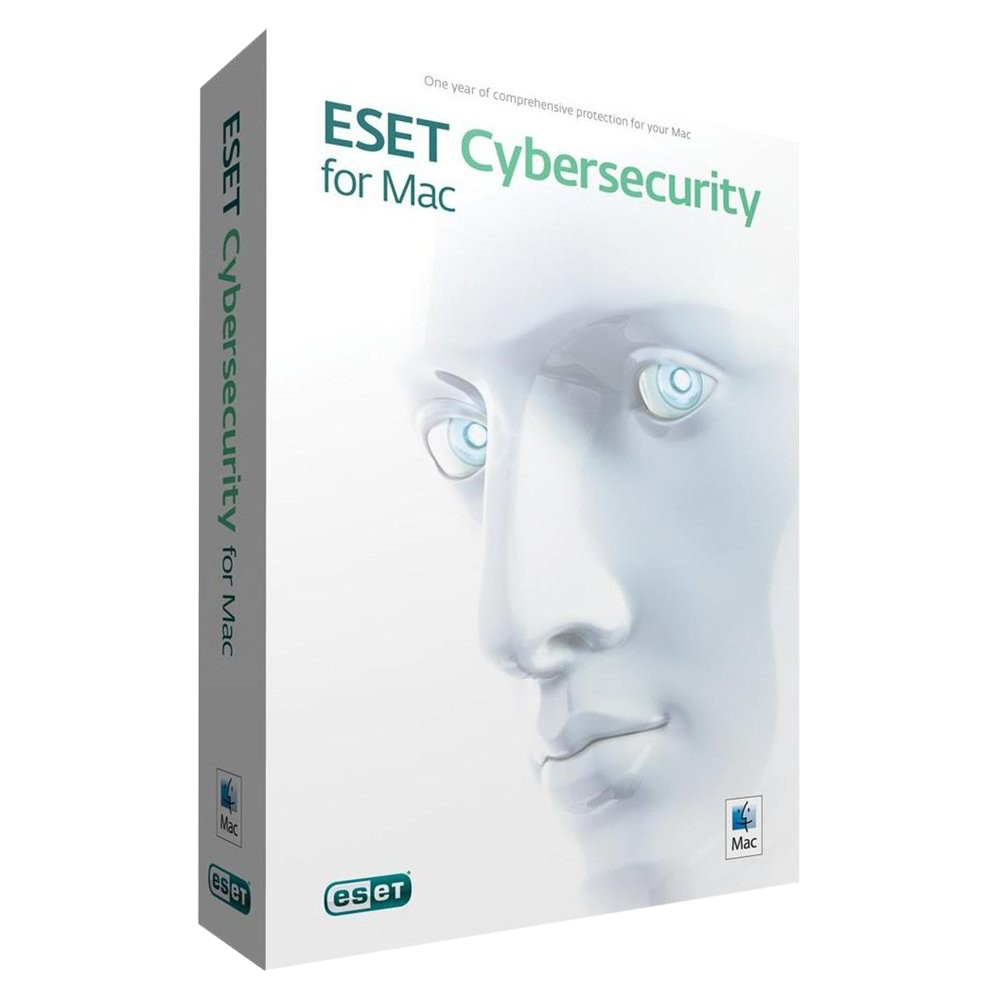 One year of comprehensive protection for your Mac
ESET Cybersecurity
for Mac
Mac
eset
ESET Cybersecurity for Mac
Mac
eset